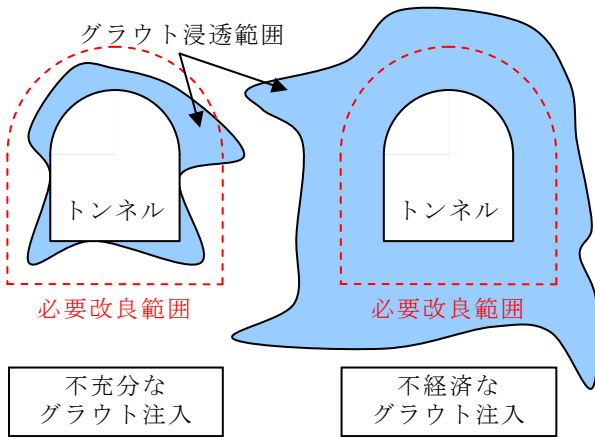 グラウト浸透範囲
トンネル
トンネル
必要改良範囲
必要改良範囲
不充分な
グラウト注入
不経済な
グラウト注入